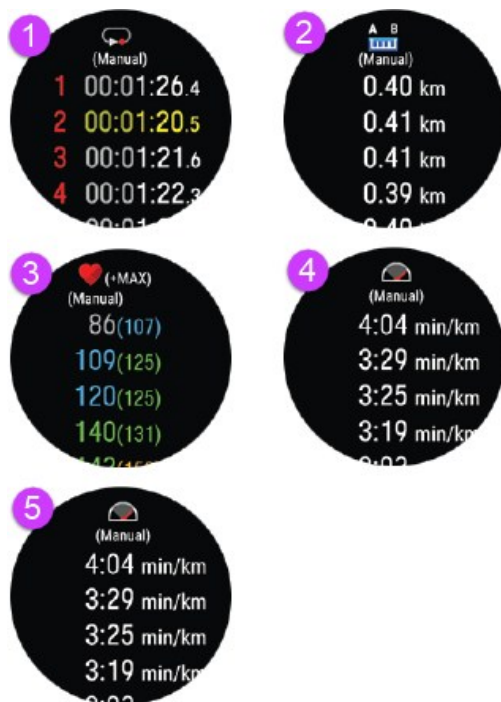 1
(Manual)
1 00:01:26.4
2 00:01:20.5
3 00:01:21.6
4 00:01:22.3
2
A B
(Manual)
0.40 km
0.41 km
0.41 km
0.39 km
3
(+MAX)
(Manual)
86(107)
109(125)
120(125)
140(131)
4
(Manual)
4:04 min/km
3:29 min/km
3:25 min/km
3:19 min/km
5
(Manual)
4:04 min/km
3:29 min/km
3:25 min/km
3:19 min/km